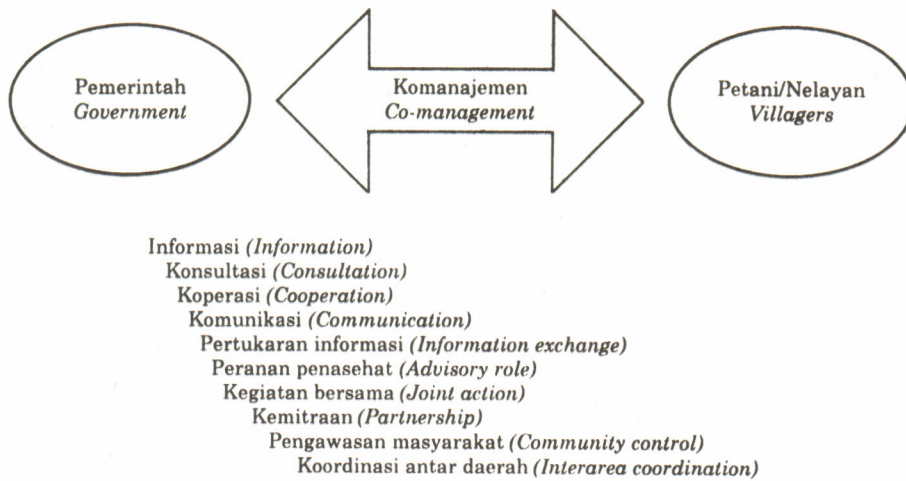 Pemerintah
Government
Komanajemen
Co-management
Petani/Nelayan
Villagers
Informasi (Information)
Konsultasi (Consultation)
Koperasi (Cooperation)
Komunikasi (Communication)
Pertukaran informasi (Information exchange)
Peranan penasehat (Advisory role)
Kegiatan bersama (Joint action)
Kemitraan (Partnership)
Pengawasan masyarakat (Community control)
Koordinasi antar daerah (Interarea coordination)